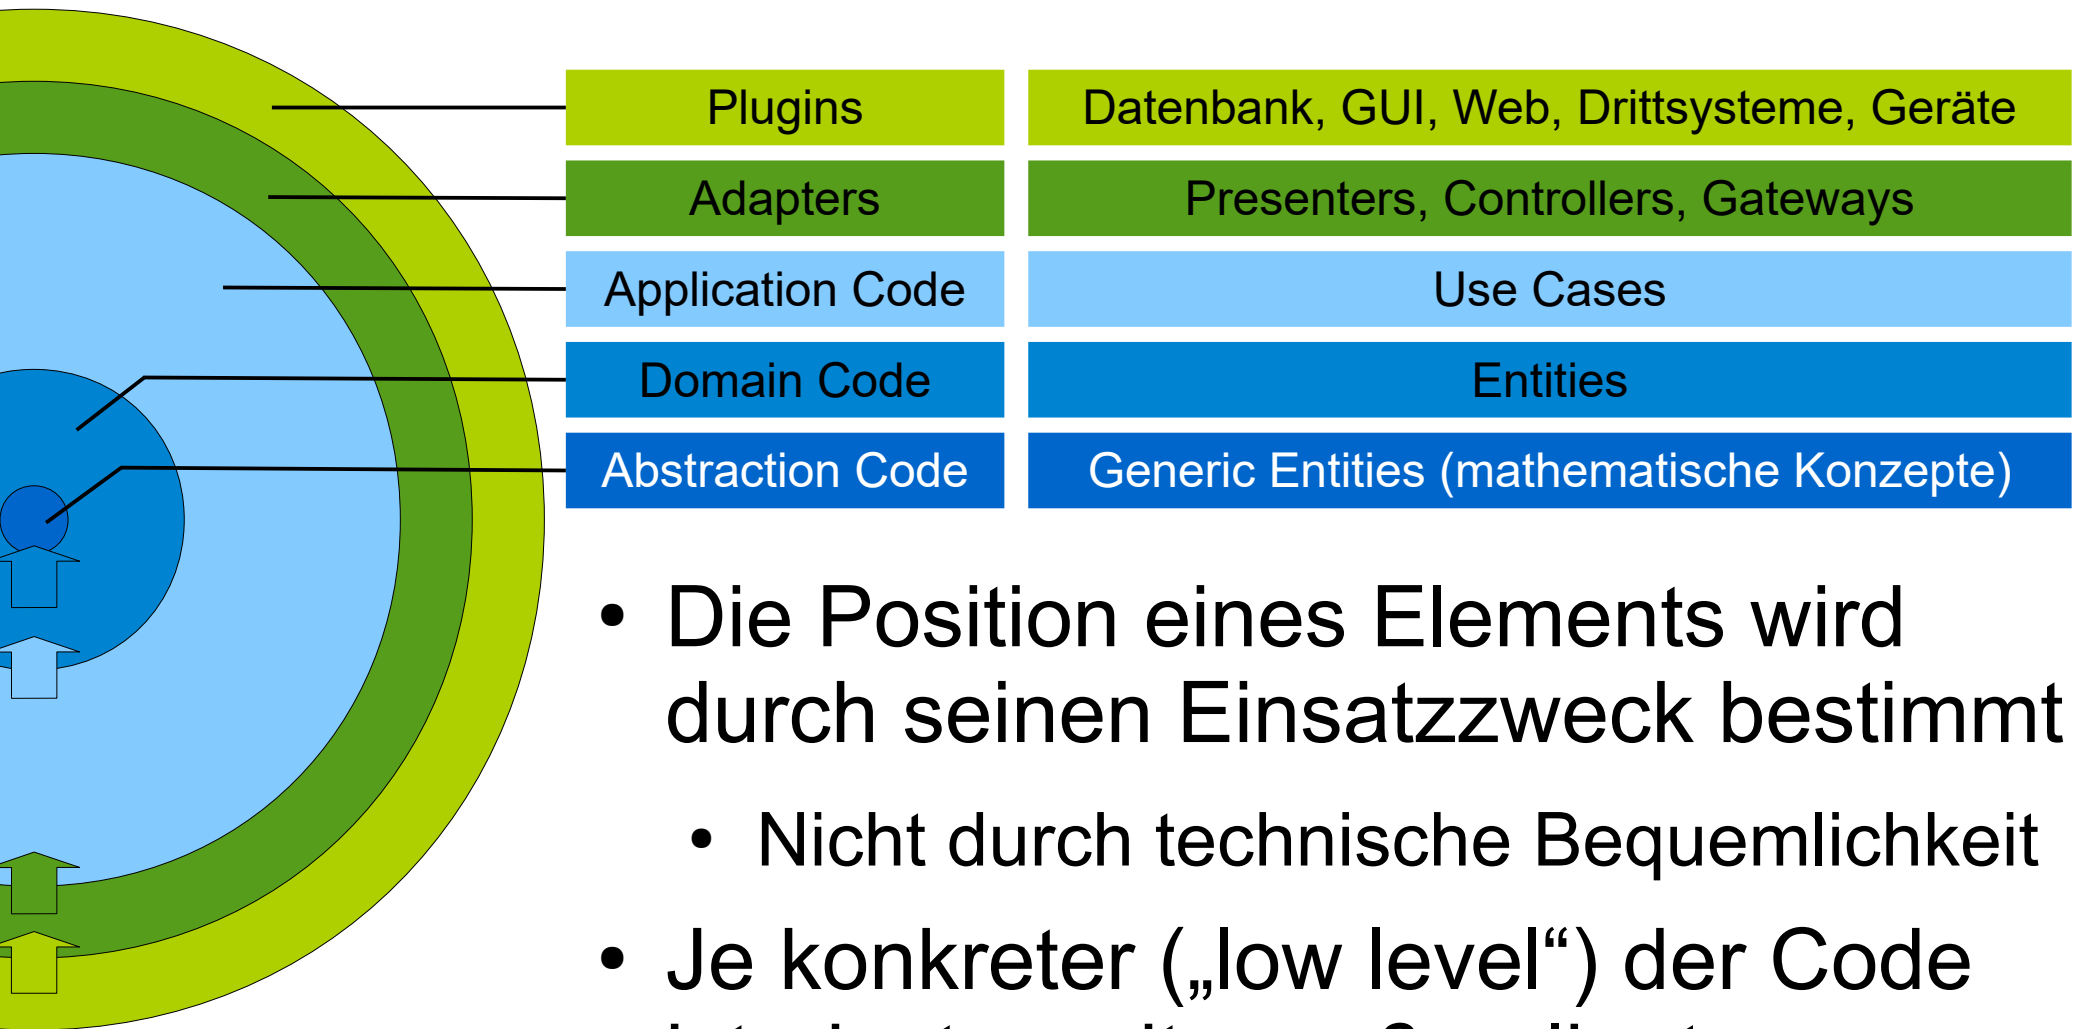 Plugins Datenbank, GUI, Web, Drittsysteme, Geräte
Adapters Presenters, Controllers, Gateways
Application Code Use Cases
Domain Code Entities
Abstraction Code Generic Entities (mathematische Konzepte)
• Die Position eines Elements wird
durch seinen Einsatzzweck bestimmt
• Nicht durch technische Bequemlichkeit
• Je konkreter („low level“) der Code